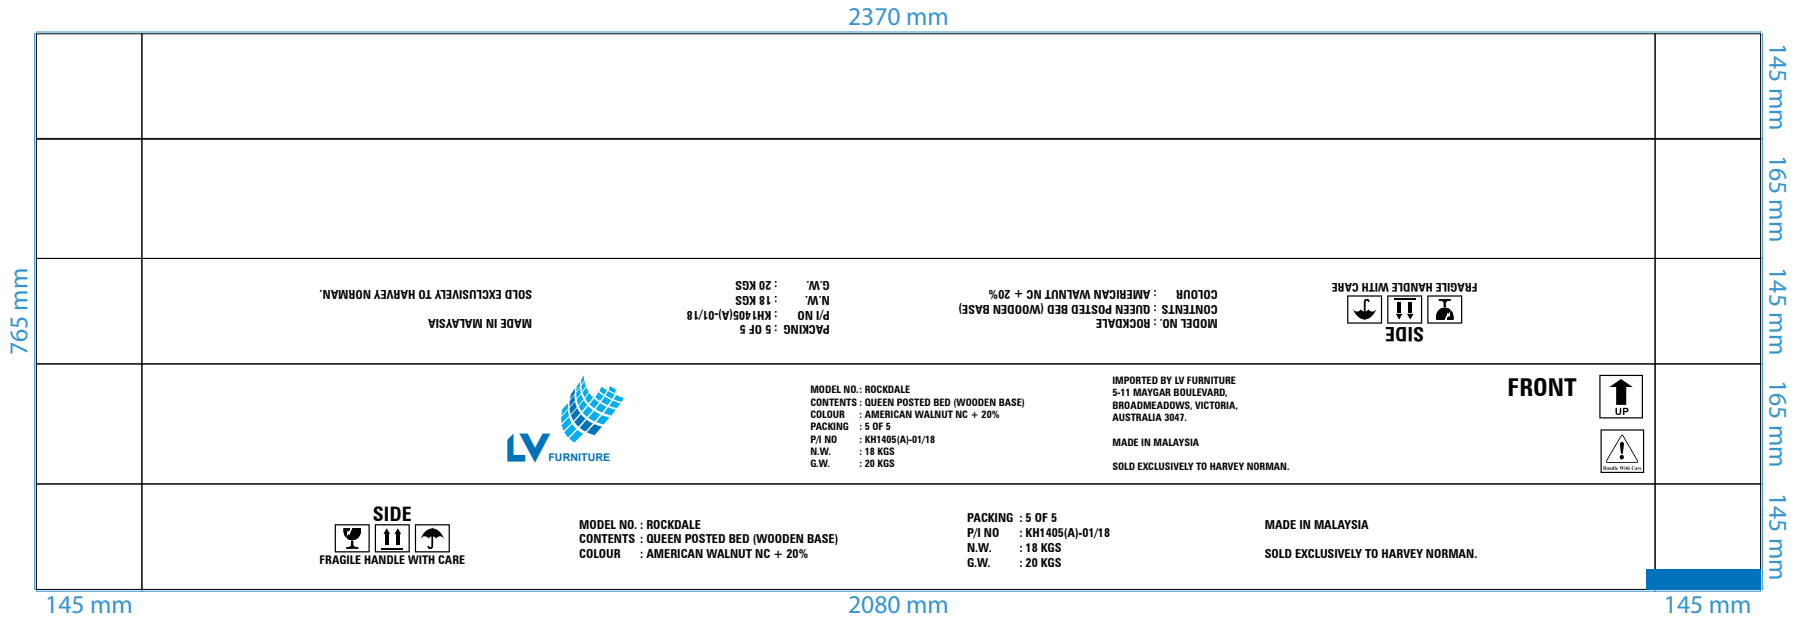 2370 mm
145 mm
165 mm
145 mm
165 mm
145 mm
765 mm
SIDE
FRAGILE HANDLE WITH CARE
MODEL NO. : ROCKDALE
CONTENTS : QUEEN POSTED BED (WOODEN BASE)
COLOUR : AMERICAN WALNUT NC + 20%
PACKING : 5 OF 5
P/I NO : KH1405(A)-01/18
N.W. : 18 KGS
G.W. : 20 KGS
MADE IN MALAYSIA
SOLD EXCLUSIVELY TO HARVEY NORMAN.
LV FURNITURE
MODEL NO. : ROCKDALE
CONTENTS : QUEEN POSTED BED (WOODEN BASE)
COLOUR : AMERICAN WALNUT NC + 20%
PACKING : 5 OF 5
P/I NO : KH1405(A)-01/18
N.W. : 18 KGS
G.W. : 20 KGS
IMPORTED BY LV FURNITURE
5-11 MAYGAR BOULEVARD,
BROADMEADOWS, VICTORIA,
AUSTRALIA 3047.
MADE IN MALAYSIA
SOLD EXCLUSIVELY TO HARVEY NORMAN.
FRONT
UP
Handle With Care
SIDE
FRAGILE HANDLE WITH CARE
MODEL NO. : ROCKDALE
CONTENTS : QUEEN POSTED BED (WOODEN BASE)
COLOUR : AMERICAN WALNUT NC + 20%
PACKING : 5 OF 5
P/I NO : KH1405(A)-01/18
N.W. : 18 KGS
G.W. : 20 KGS
MADE IN MALAYSIA
SOLD EXCLUSIVELY TO HARVEY NORMAN.
145 mm
2080 mm
145 mm